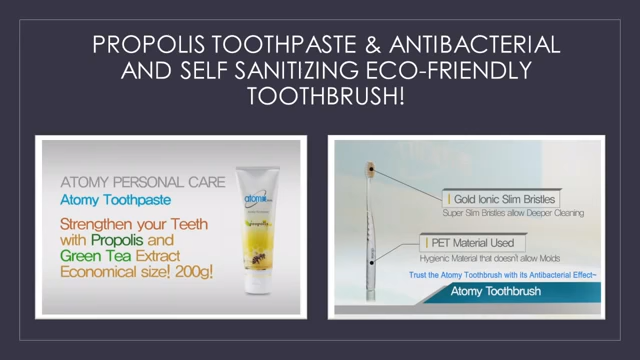 PROPOLIS TOOTHPASTE & ANTIBACTERIAL
AND SELF SANITIZING ECO-FRIENDLY
TOOTHBRUSH!
ATOMY PERSONAL CARE
Atomy Toothpaste
Strengthen your Teeth
with Propolis and
Green Tea Extract
Economical size! 200g!
Gold Ionic Slim Bristles
Super Slim Bristles allow Deeper Cleaning
PET Material Used
Hygienic Material that doesn't allow Molds
Trust the Atomy Toothbrush with its Antibacterial Effect~
Atomy Toothbrush